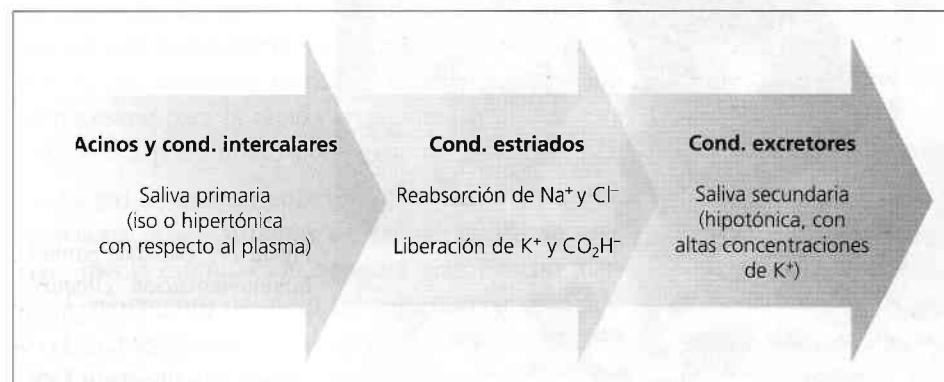 Acinos y cond. intercalares
Saliva primaria
(iso o hipertónica
con respecto al plasma)
Cond. estriados
Reabsorción de Na⁺ y Cl⁻
Liberación de K⁺ y CO₂H⁻
Cond. excretores
Saliva secundaria
(hipotónica, con
altas concentraciones
de K⁺)